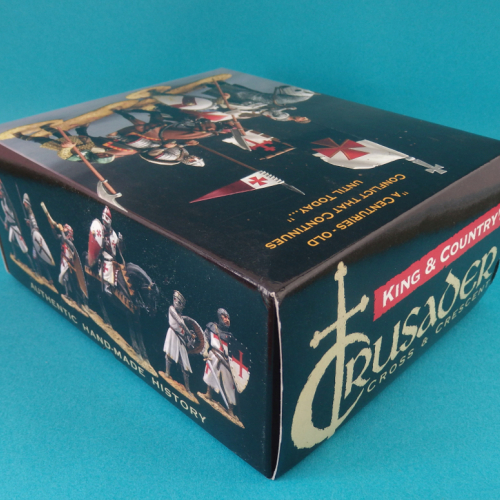 "A CENTURIES - OLD
CONFLICT THAT CONTINUES
UNTIL TODAY..."
AUTHENTIC HAND-MADE HISTORY
KING & COUNTRY'
CRUSADER
CROSS & CRESCENT